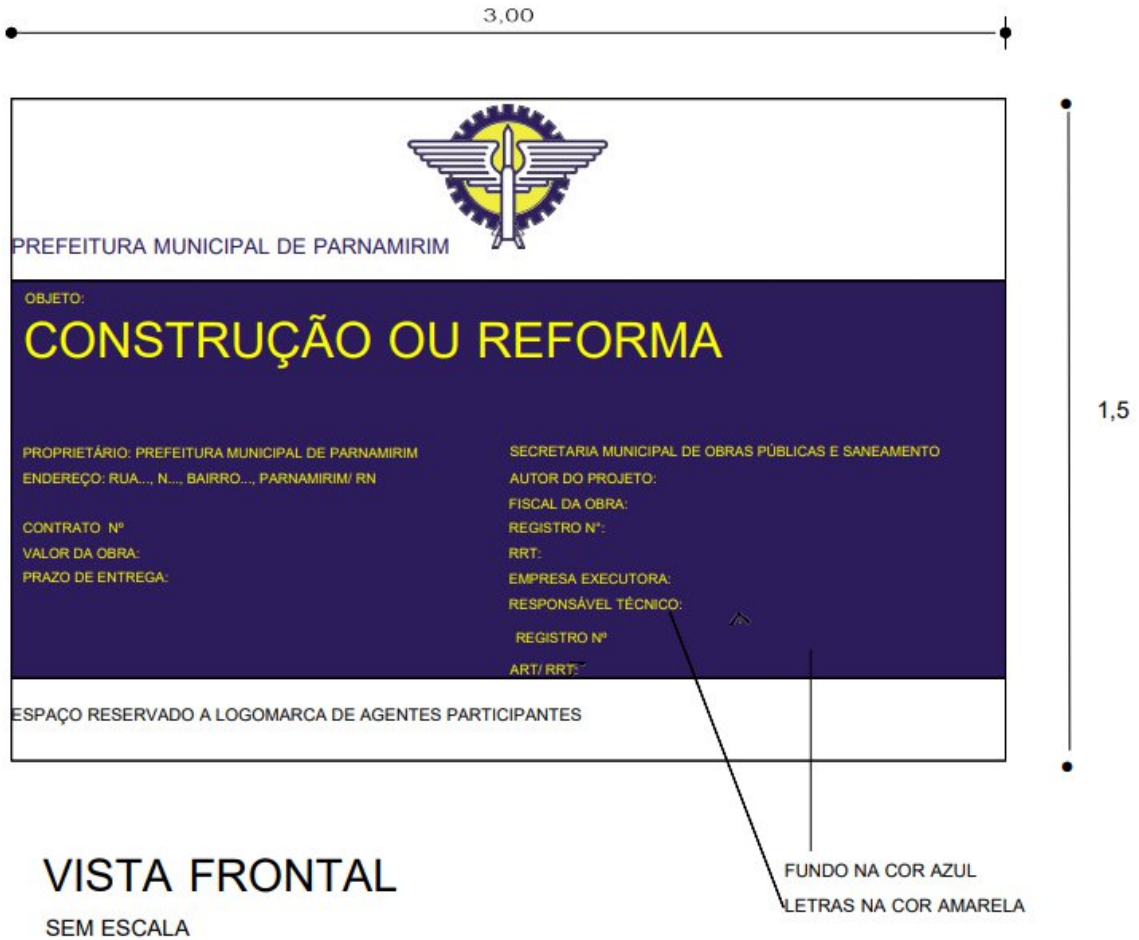 3,00
PREFEITURA MUNICIPAL DE PARNAMIRIM
OBJETO:
CONSTRUÇÃO OU REFORMA
1,5
PROPRIETÁRIO: PREFEITURA MUNICIPAL DE PARNAMIRIM
ENDEREÇO: RUA..., N..., BAIRRO..., PARNAMIRIM/ RN
CONTRATO Nº
VALOR DA OBRA:
PRAZO DE ENTREGA:
SECRETARIA MUNICIPAL DE OBRAS PÚBLICAS E SANEAMENTO
AUTOR DO PROJETO:
FISCAL DA OBRA:
REGISTRO N°:
RRT:
EMPRESA EXECUTORA:
RESPONSÁVEL TÉCNICO:
REGISTRO Nº
ART/ RRT:
ESPAÇO RESERVADO A LOGOMARCA DE AGENTES PARTICIPANTES
VISTA FRONTAL
SEM ESCALA
FUNDO NA COR AZUL
LETRAS NA COR AMARELA